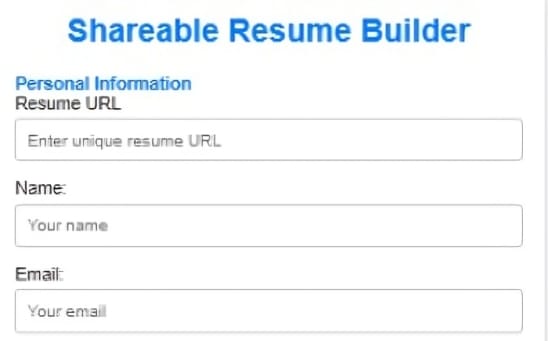 Shareable Resume Builder
Personal Information
Resume URL
Enter unique resume URL
Name:
Your name
Email:
Your email